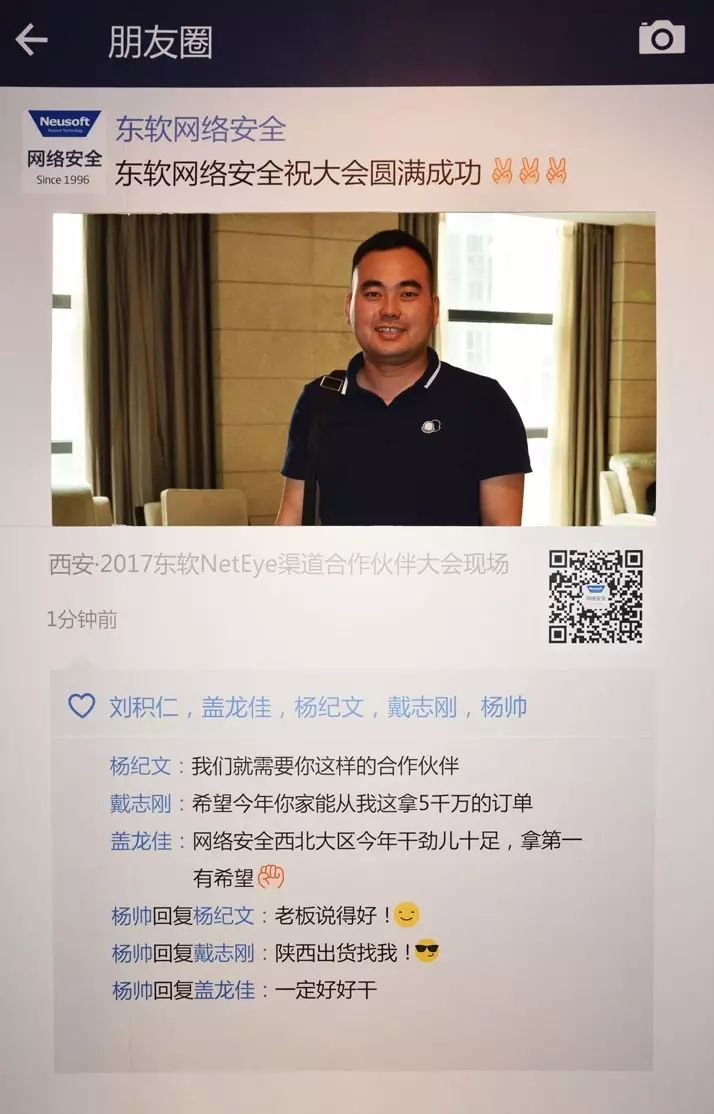 朋友圈
Neusoft
Beyond Technology
网络安全
Since 1996
东软网络安全
东软网络安全祝大会圆满成功 ✌✌✌
西安·2017东软NetEye渠道合作伙伴大会现场
1分钟前
刘积仁，盖龙佳，杨纪文，戴志刚，杨帅
杨纪文：我们就需要你这样的合作伙伴
戴志刚：希望今年你家能从我这拿5千万的订单
盖龙佳：网络安全西北大区今年干劲儿十足，拿第一
有希望✊
杨帅回复杨纪文：老板说得好！😏
杨帅回复戴志刚：陕西出货找我！😎
杨帅回复盖龙佳：一定好好干